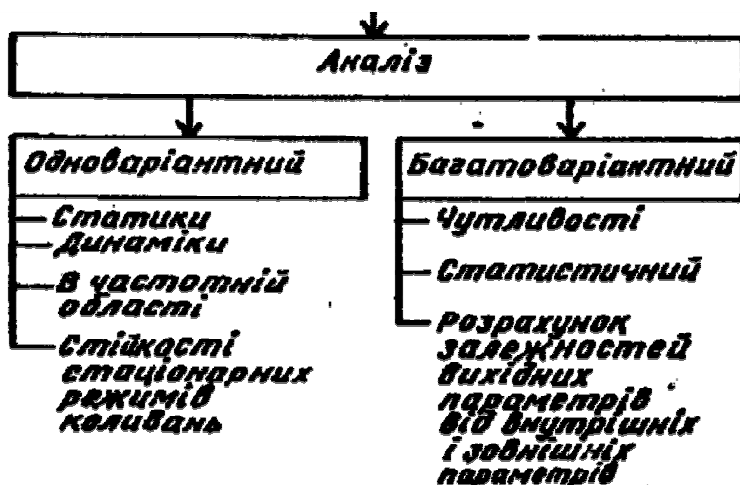 Аналіз
Одноваріантний
Статики
Динаміки
В частотній
області
Стійкості
стаціонарних
режимів
коливань
Багатоваріантний
Чутливості
Статистичний
Розрахунок
залежностей
вихідних
параметрів
від внутрішніх
і зовнішніх
параметрів